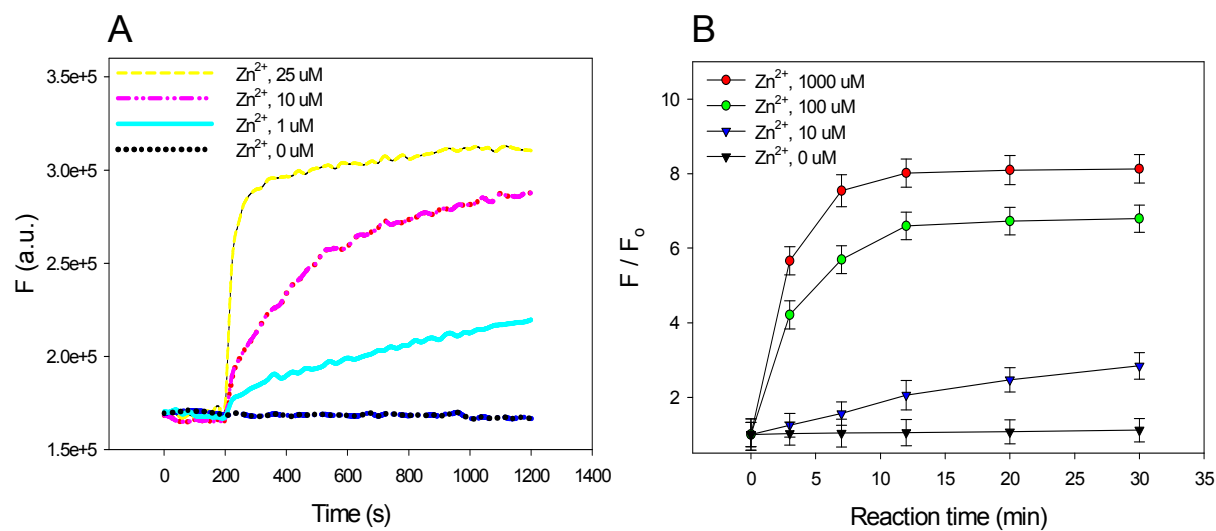 A
Zn²⁺, 25 uM
Zn²⁺, 10 uM
Zn²⁺, 1 uM
Zn²⁺, 0 uM
3.5e+5
3.0e+5
2.5e+5
2.0e+5
1.5e+5
F (a.u.)
0 200 400 600 800 1000 1200 1400
Time (s)
B
Zn²⁺, 1000 uM
Zn²⁺, 100 uM
Zn²⁺, 10 uM
Zn²⁺, 0 uM
10
8
6
4
2
F / Fₒ
0 5 10 15 20 25 30 35
Reaction time (min)